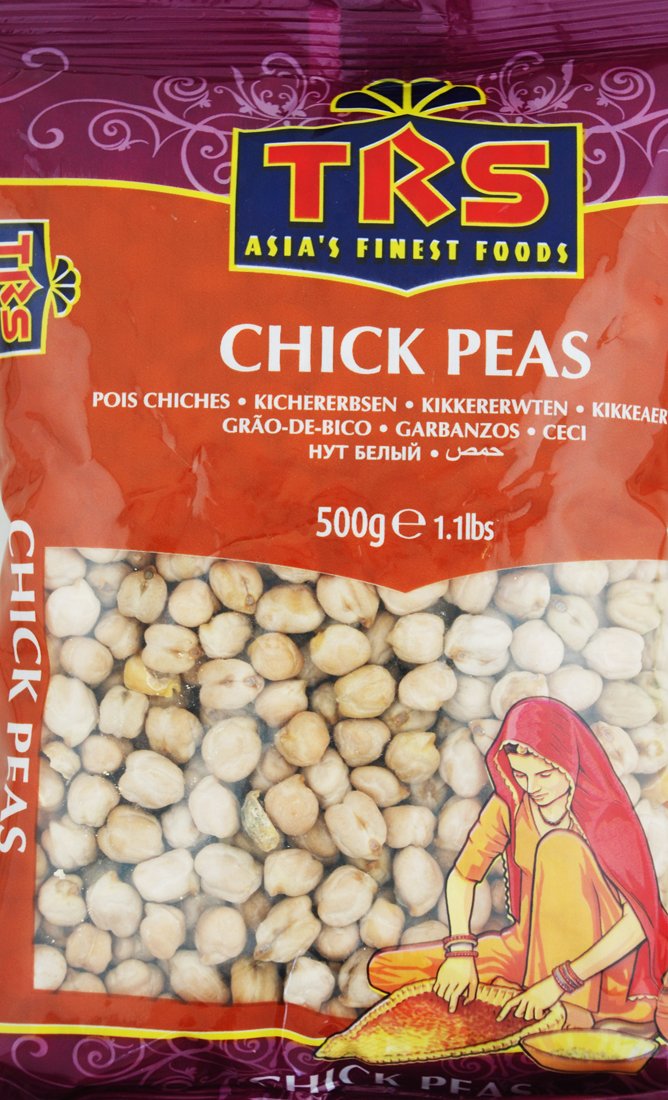 TRS
ASIA'S FINEST FOODS
TRS
CHICK PEAS
POIS CHICHES • KICHERERBSEN • KIKKERERWTEN • KIKKEAER
GRÃO-DE-BICO • GARBANZOS • CECI
НУТ БЕЛЫЙ • حمص
500g ℮ 1.1lbs
CHICK PEAS
CHICK PEAS